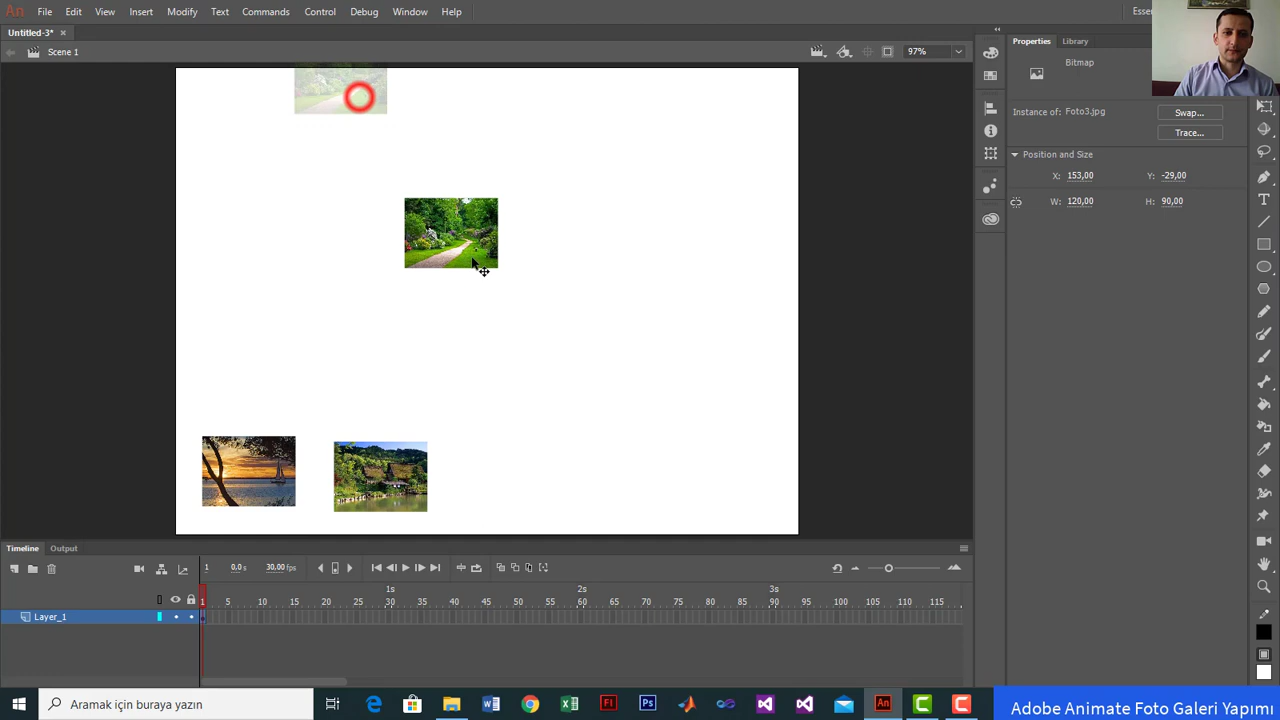 An File Edit View Insert Modify Text Commands Control Debug Window Help
Untitled-3* ×
Scene 1
97%
Properties Library
Bitmap
Instance of: Foto3.jpg Swap...
Trace...
Position and Size
X: 153,00 Y: -29,00
W: 120,00 H: 90,00
Timeline Output
1 0.0s 30.00 fps
1s 2s 3s
1 5 10 15 20 25 30 35 40 45 50 55 60 65 70 75 80 85 90 95 100 105 110 115
Layer_1
Aramak için buraya yazın
Adobe Animate Foto Galeri Yapımı